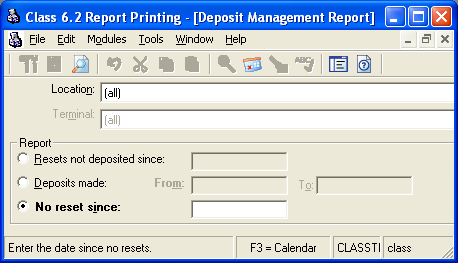 Class 6.2 Report Printing - [Deposit Management Report]
File Edit Modules Tools Window Help
ABC
Location: (all)
Terminal: (all)
Report
Resets not deposited since:
Deposits made: From: To:
No reset since:
Enter the date since no resets. F3 = Calendar CLASSTI class